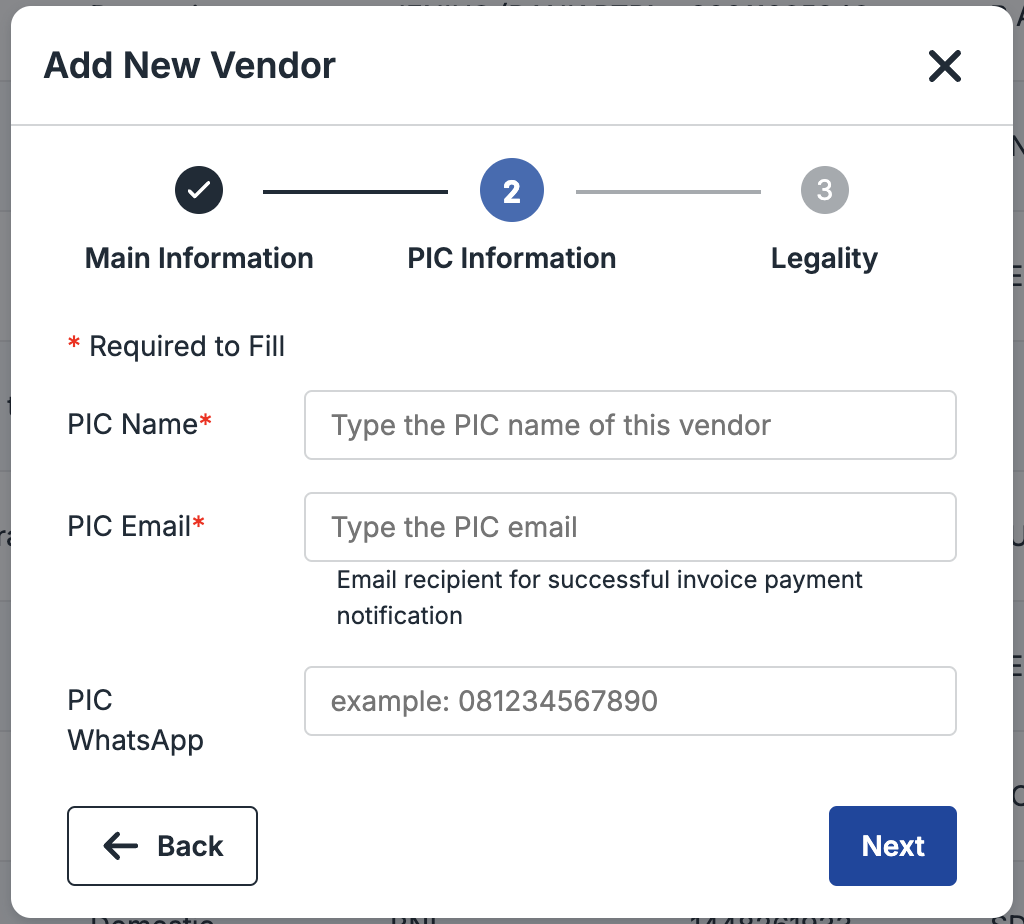 Add New Vendor
2
3
Main Information
PIC Information
Legality
* Required to Fill
PIC Name*
Type the PIC name of this vendor
PIC Email*
Type the PIC email
Email recipient for successful invoice payment
notification
PIC
WhatsApp
example: 081234567890
Back
Next